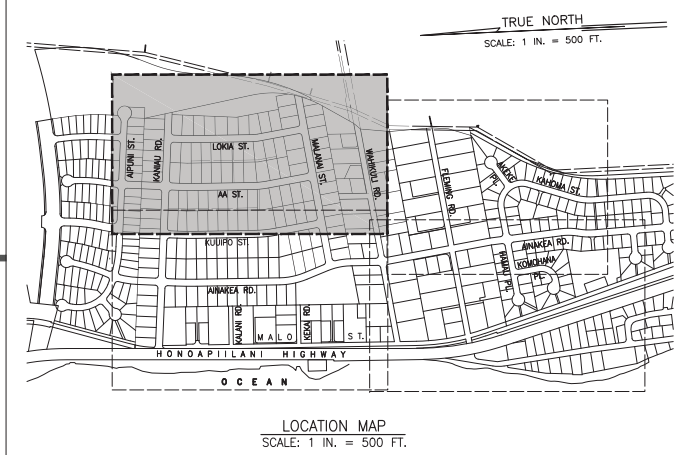 TRUE NORTH
SCALE: 1 IN. = 500 FT.
AIPUNI ST.
KANIAU RD.
LOKIA ST.
MALANAI ST.
WAHIKULI RD.
AA ST.
FLEMING RD.
AKEKE PL.
KAHOMA ST.
KUUIPO ST.
AINAKEA RD.
KOMOHANA PL.
AINAKEA RD.
KALANI RD.
MALO ST.
KEKAI RD.
HONOAPIILANI HIGHWAY
OCEAN
LOCATION MAP
SCALE: 1 IN. = 500 FT.